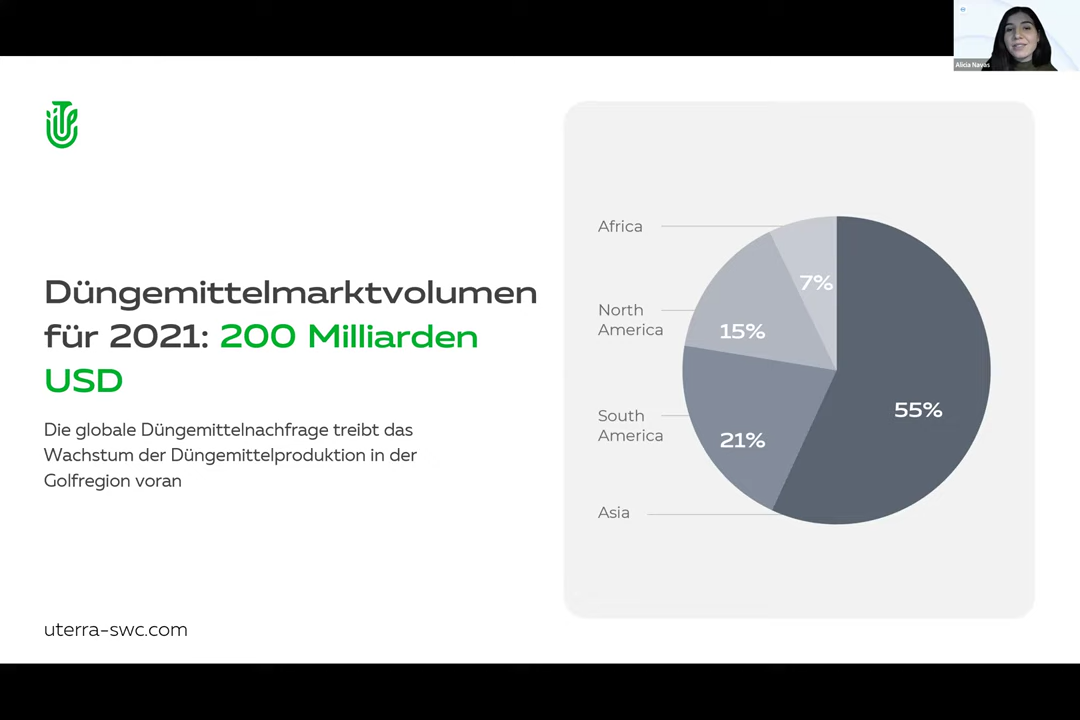 Alicia Navas
Düngemittelmarktvolumen
für 2021: 200 Milliarden
USD
Die globale Düngemittelnachfrage treibt das
Wachstum der Düngemittelproduktion in der
Golfregion voran
uterra-swc.com
Africa
7%
North
America
15%
South
America
21%
Asia
55%